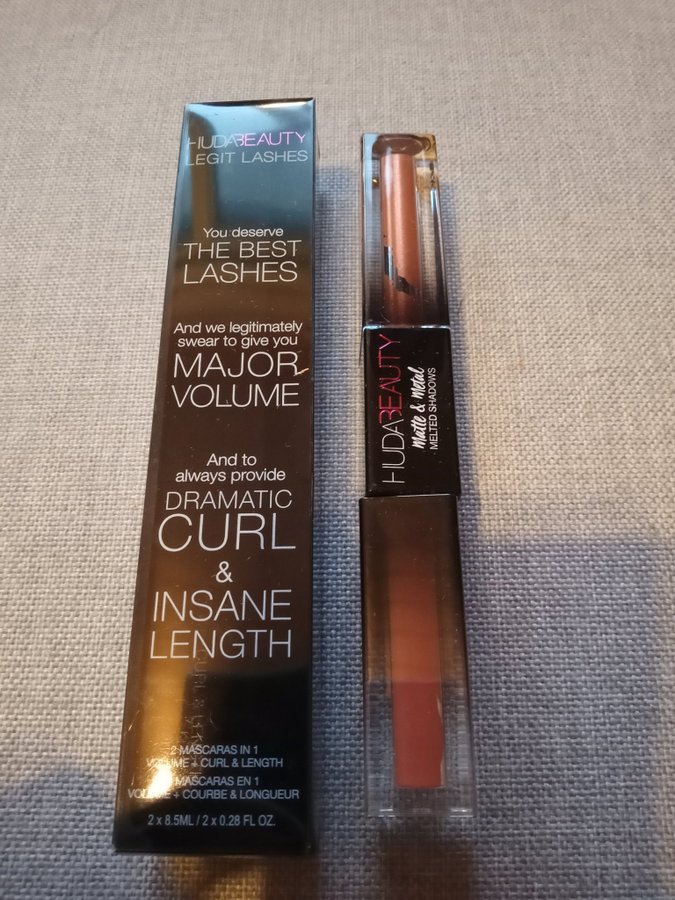 HUDABEAUTY
LEGIT LASHES
You deserve
THE BEST
LASHES
And we legitimately
swear to give you
MAJOR
VOLUME
And to
always provide
DRAMATIC
CURL
&
INSANE
LENGTH
2 MASCARAS IN 1
VOLUME + CURL & LENGTH
MASCARAS EN 1
VOLUME + COURBE & LONGUEUR
2 x 8.5ML / 2 x 0.28 FL OZ.
HUDABEAUTY
Matte & Metal
MELTED SHADOWS